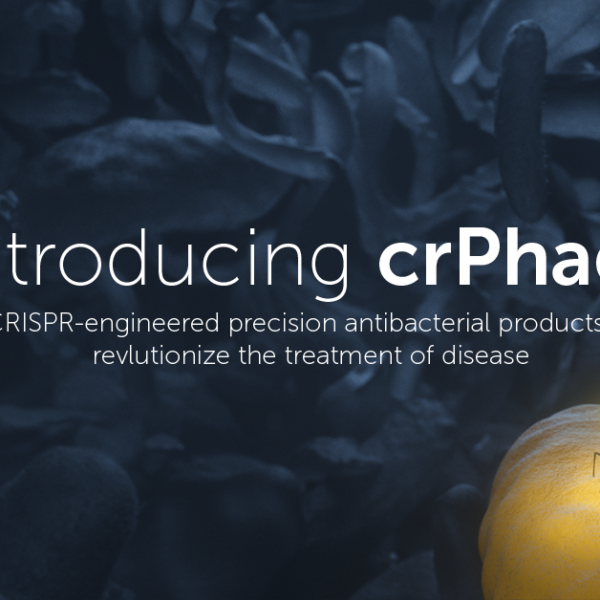 troducing crPha
CRISPR-engineered precision antibacterial products
revlutionize the treatment of disease